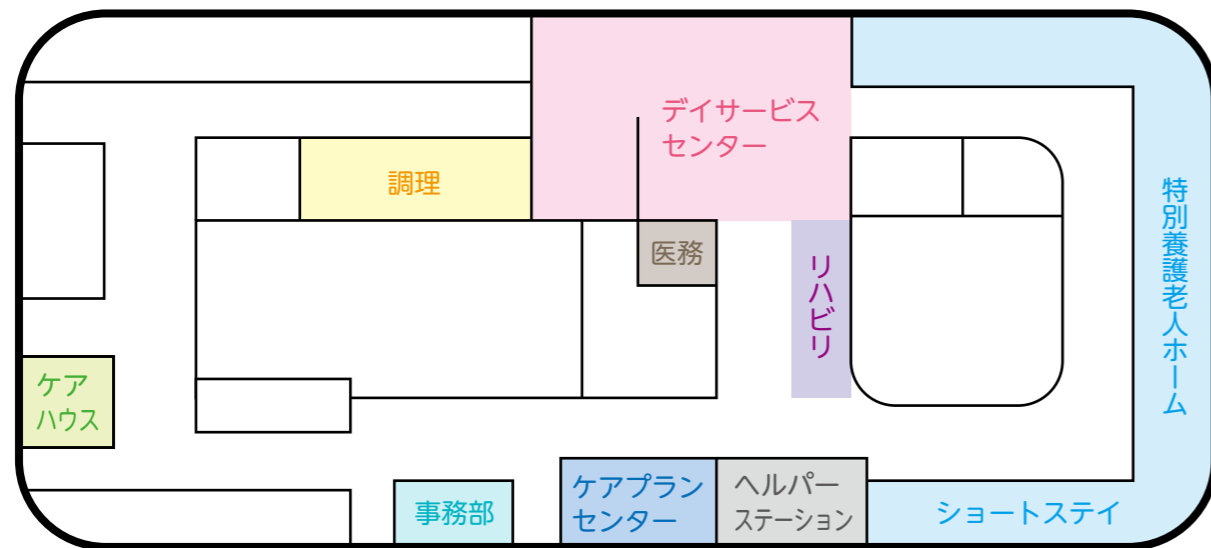 デイサービス
センター
調理
医務
リハビリ
特別養護老人ホーム
ケア
ハウス
事務部
ケアプラン
センター
ヘルパー
ステーション
ショートステイ